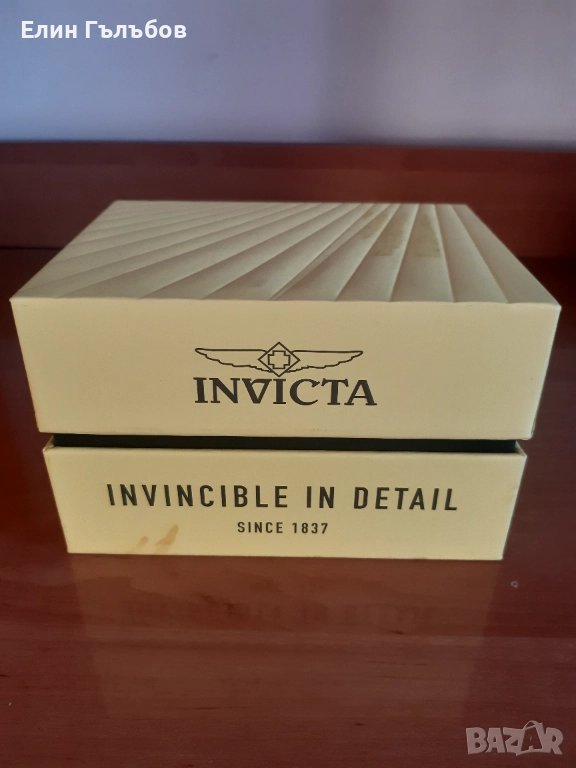 Елин Гълъбов
INVICTA
INVINCIBLE IN DETAIL
SINCE 1837
BAZAR